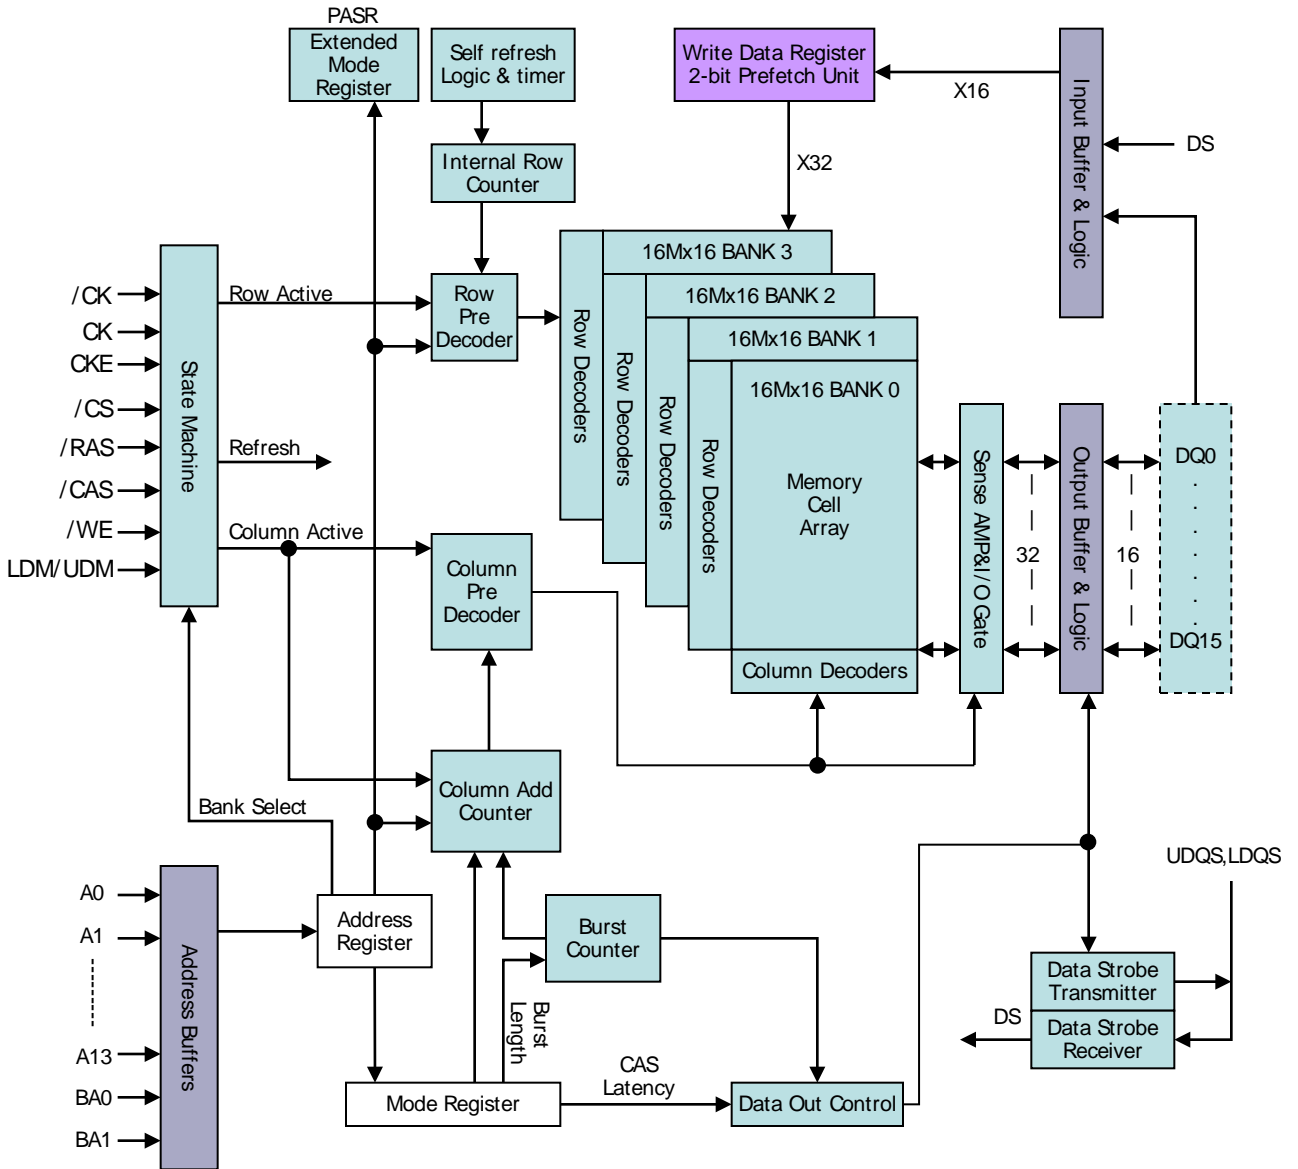 PASR
Extended
Mode
Register
Self refresh
Logic & timer
Write Data Register
2-bit Prefetch Unit
X16
Input Buffer & Logic
DS
Internal Row
Counter
X32
16Mx16 BANK 3
16Mx16 BANK 2
16Mx16 BANK 1
16Mx16 BANK 0
Row Decoders
Row Decoders
Row Decoders
Row Decoders
Memory
Cell
Array
Column Decoders
/CK
CK
CKE
/CS
/RAS
/CAS
/WE
LDM/UDM
State Machine
Row Active
Refresh
Column Active
Row
Pre
Decoder
Column
Pre
Decoder
Sense AMP&I/O Gate
32
Output Buffer & Logic
16
DQ0
DQ15
Bank Select
Column Add
Counter
A0
A1
A13
BA0
BA1
Address Buffers
Address
Register
Burst
Counter
Burst
Length
Mode Register
CAS
Latency
Data Out Control
UDQS,LDQS
Data Strobe
Transmitter
DS
Data Strobe
Receiver